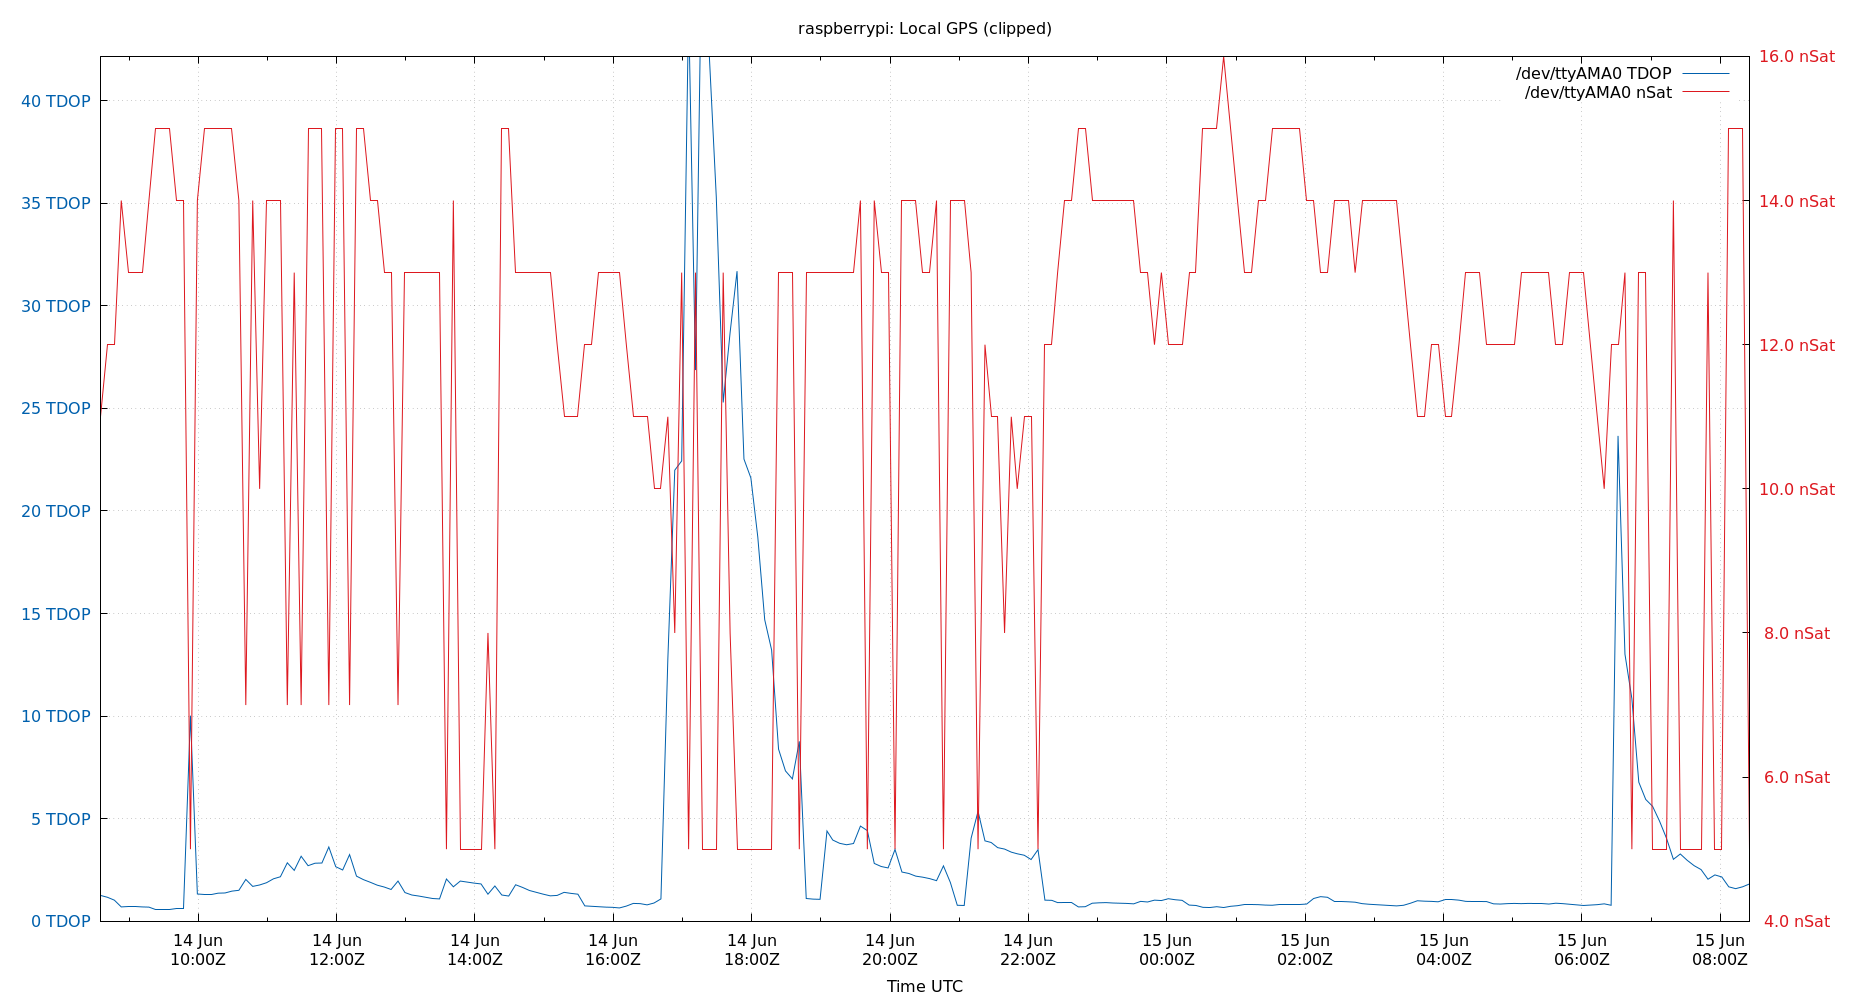 raspberrypi: Local GPS (clipped)
/dev/ttyAMA0 TDOP
/dev/ttyAMA0 nSat
40 TDOP
35 TDOP
30 TDOP
25 TDOP
20 TDOP
15 TDOP
10 TDOP
5 TDOP
0 TDOP
16.0 nSat
14.0 nSat
12.0 nSat
10.0 nSat
8.0 nSat
6.0 nSat
4.0 nSat
14 Jun
10:00Z
14 Jun
12:00Z
14 Jun
14:00Z
14 Jun
16:00Z
14 Jun
18:00Z
14 Jun
20:00Z
14 Jun
22:00Z
15 Jun
00:00Z
15 Jun
02:00Z
15 Jun
04:00Z
15 Jun
06:00Z
15 Jun
08:00Z
Time UTC